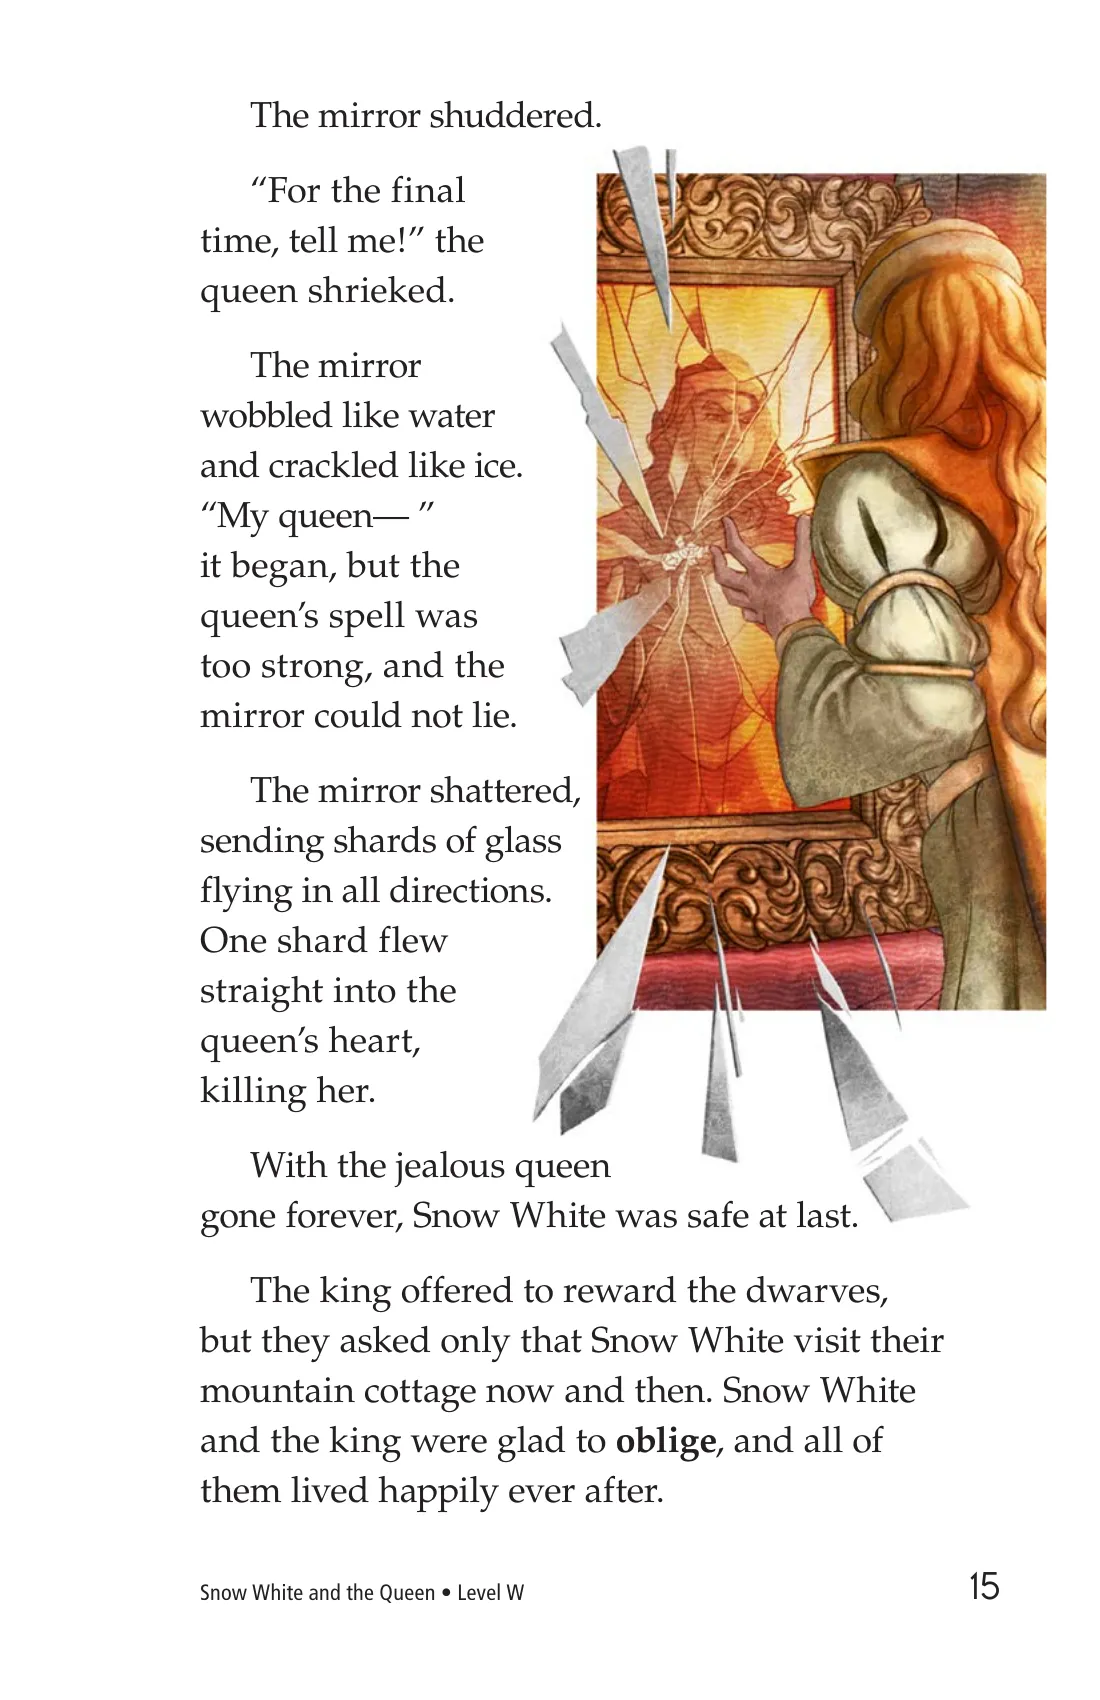 The mirror shuddered.
“For the final
time, tell me!” the
queen shrieked.
The mirror
wobbled like water
and crackled like ice.
“My queen— ”
it began, but the
queen’s spell was
too strong, and the
mirror could not lie.
The mirror shattered,
sending shards of glass
flying in all directions.
One shard flew
straight into the
queen’s heart,
killing her.
With the jealous queen
gone forever, Snow White was safe at last.
The king offered to reward the dwarves,
but they asked only that Snow White visit their
mountain cottage now and then. Snow White
and the king were glad to oblige, and all of
them lived happily ever after.
Snow White and the Queen • Level W
15